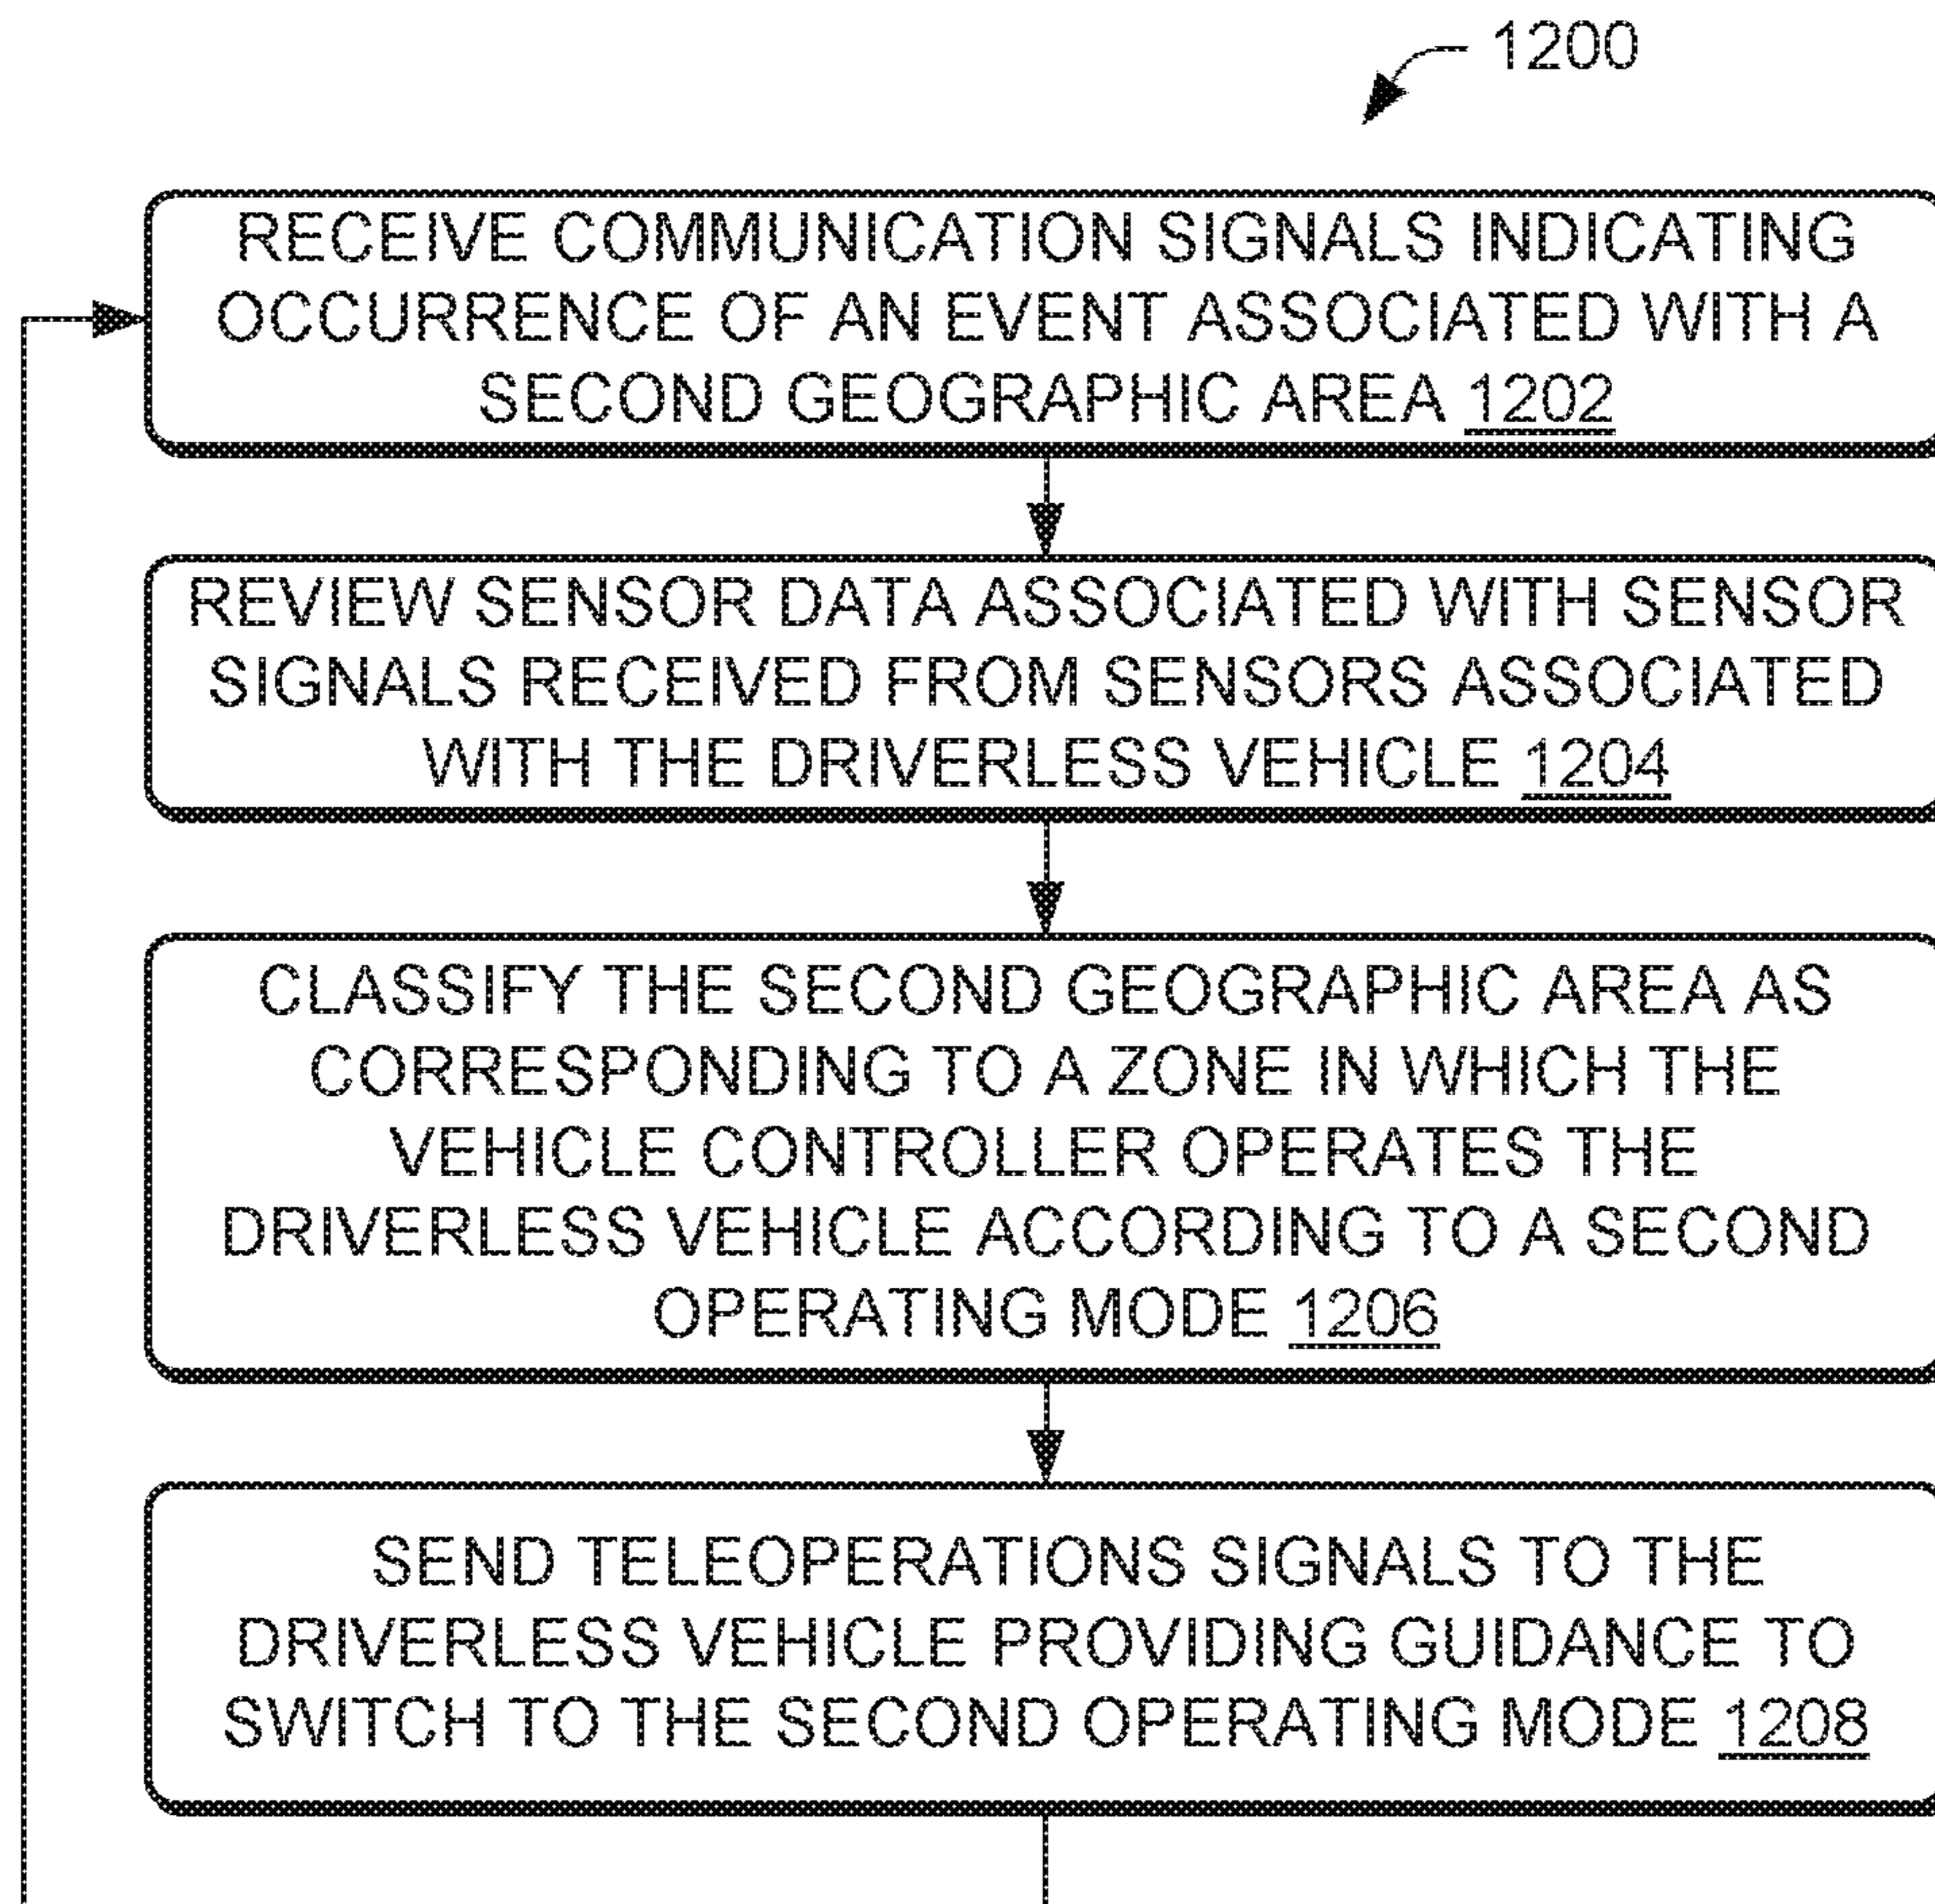 1200
RECEIVE COMMUNICATION SIGNALS INDICATING
OCCURRENCE OF AN EVENT ASSOCIATED WITH A
SECOND GEOGRAPHIC AREA 1202
REVIEW SENSOR DATA ASSOCIATED WITH SENSOR
SIGNALS RECEIVED FROM SENSORS ASSOCIATED
WITH THE DRIVERLESS VEHICLE 1204
CLASSIFY THE SECOND GEOGRAPHIC AREA AS
CORRESPONDING TO A ZONE IN WHICH THE
VEHICLE CONTROLLER OPERATES THE
DRIVERLESS VEHICLE ACCORDING TO A SECOND
OPERATING MODE 1206
SEND TELEOPERATIONS SIGNALS TO THE
DRIVERLESS VEHICLE PROVIDING GUIDANCE TO
SWITCH TO THE SECOND OPERATING MODE 1208